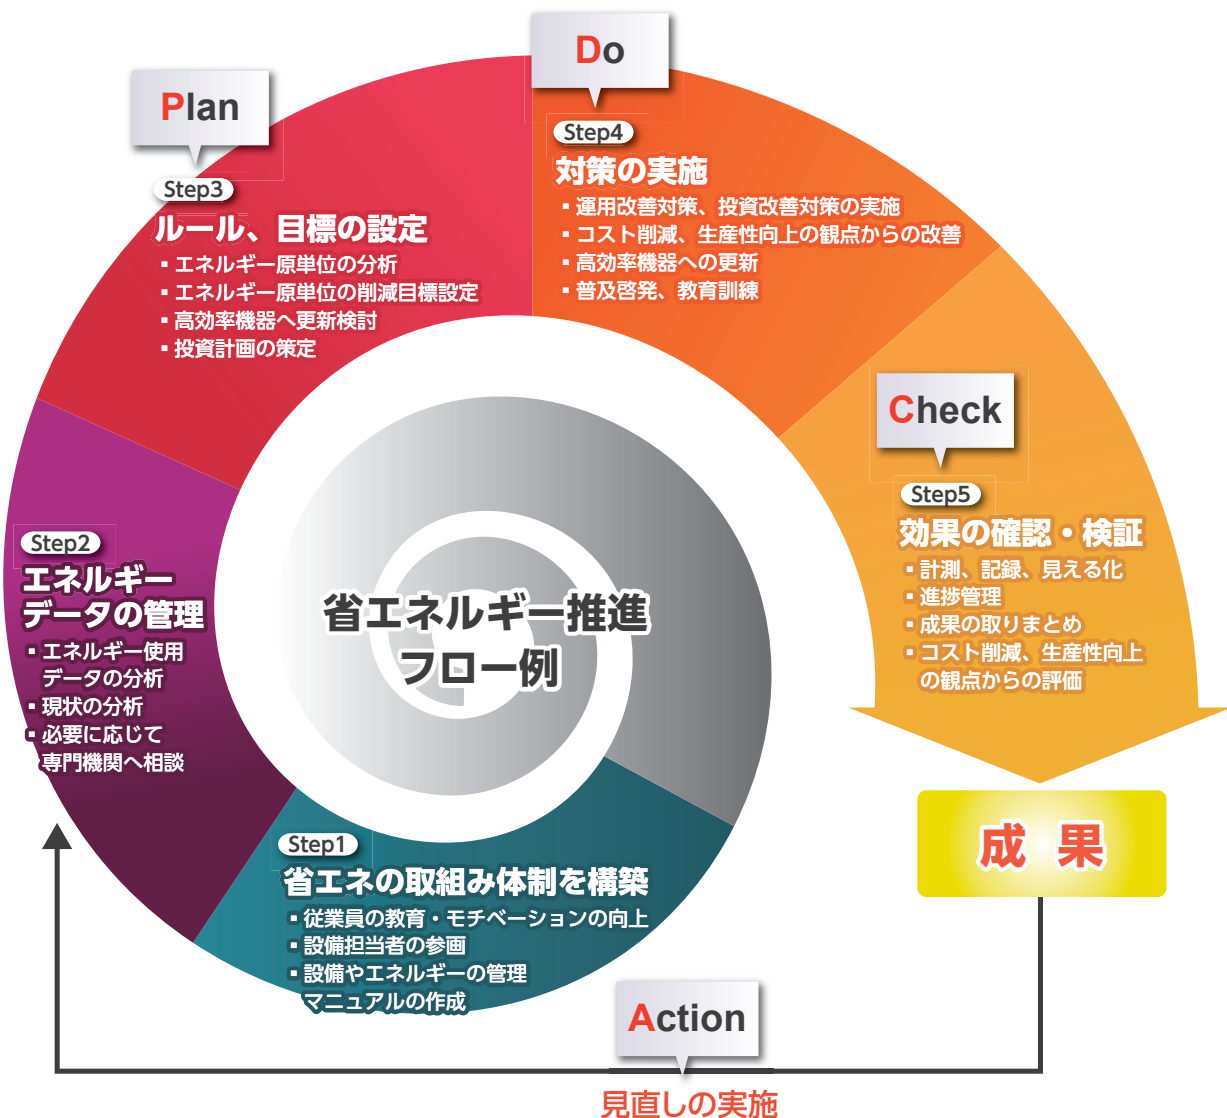 省エネルギー推進
フロー例
Step1
省エネの取組み体制を構築
▪従業員の教育・モチベーションの向上
▪設備担当者の参画
▪設備やエネルギーの管理
マニュアルの作成
Step2
エネルギー
データの管理
▪エネルギー使用
データの分析
▪現状の分析
▪必要に応じて
専門機関へ相談
Plan
Step3
ルール、目標の設定
▪エネルギー原単位の分析
▪エネルギー原単位の削減目標設定
▪高効率機器へ更新検討
▪投資計画の策定
Do
Step4
対策の実施
▪運用改善対策、投資改善対策の実施
▪コスト削減、生産性向上の観点からの改善
▪高効率機器への更新
▪普及啓発、教育訓練
Check
Step5
効果の確認・検証
▪計測、記録、見える化
▪進捗管理
▪成果の取りまとめ
▪コスト削減、生産性向上
の観点からの評価
成果
Action
見直しの実施